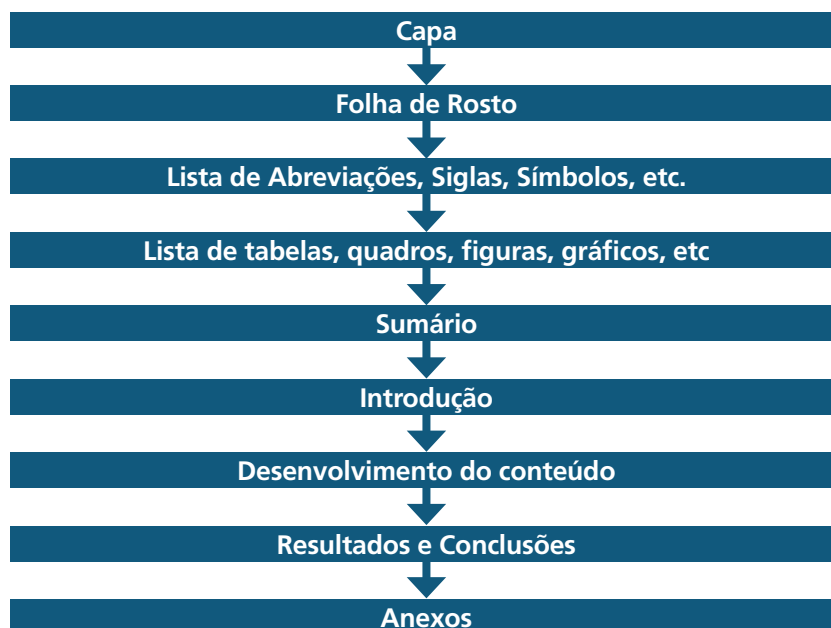 Capa
Folha de Rosto
Lista de Abreviações, Siglas, Símbolos, etc.
Lista de tabelas, quadros, figuras, gráficos, etc
Sumário
Introdução
Desenvolvimento do conteúdo
Resultados e Conclusões
Anexos